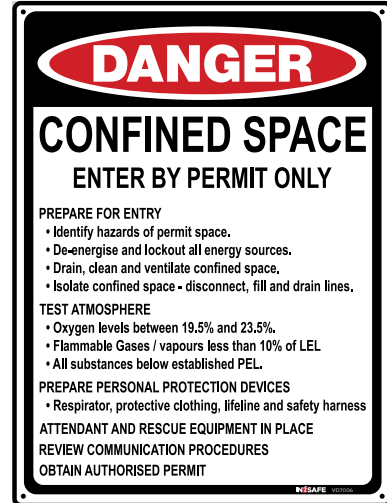 DANGER
CONFINED SPACE
ENTER BY PERMIT ONLY
PREPARE FOR ENTRY
• Identify hazards of permit space.
• De-energise and lockout all energy sources.
• Drain, clean and ventilate confined space.
• Isolate confined space - disconnect, fill and drain lines.
TEST ATMOSPHERE
• Oxygen levels between 19.5% and 23.5%.
• Flammable Gases / vapours less than 10% of LEL
• All substances below established PEL.
PREPARE PERSONAL PROTECTION DEVICES
• Respirator, protective clothing, lifeline and safety harness
ATTENDANT AND RESCUE EQUIPMENT IN PLACE
REVIEW COMMUNICATION PROCEDURES
OBTAIN AUTHORISED PERMIT
IN2SAFE VD7006